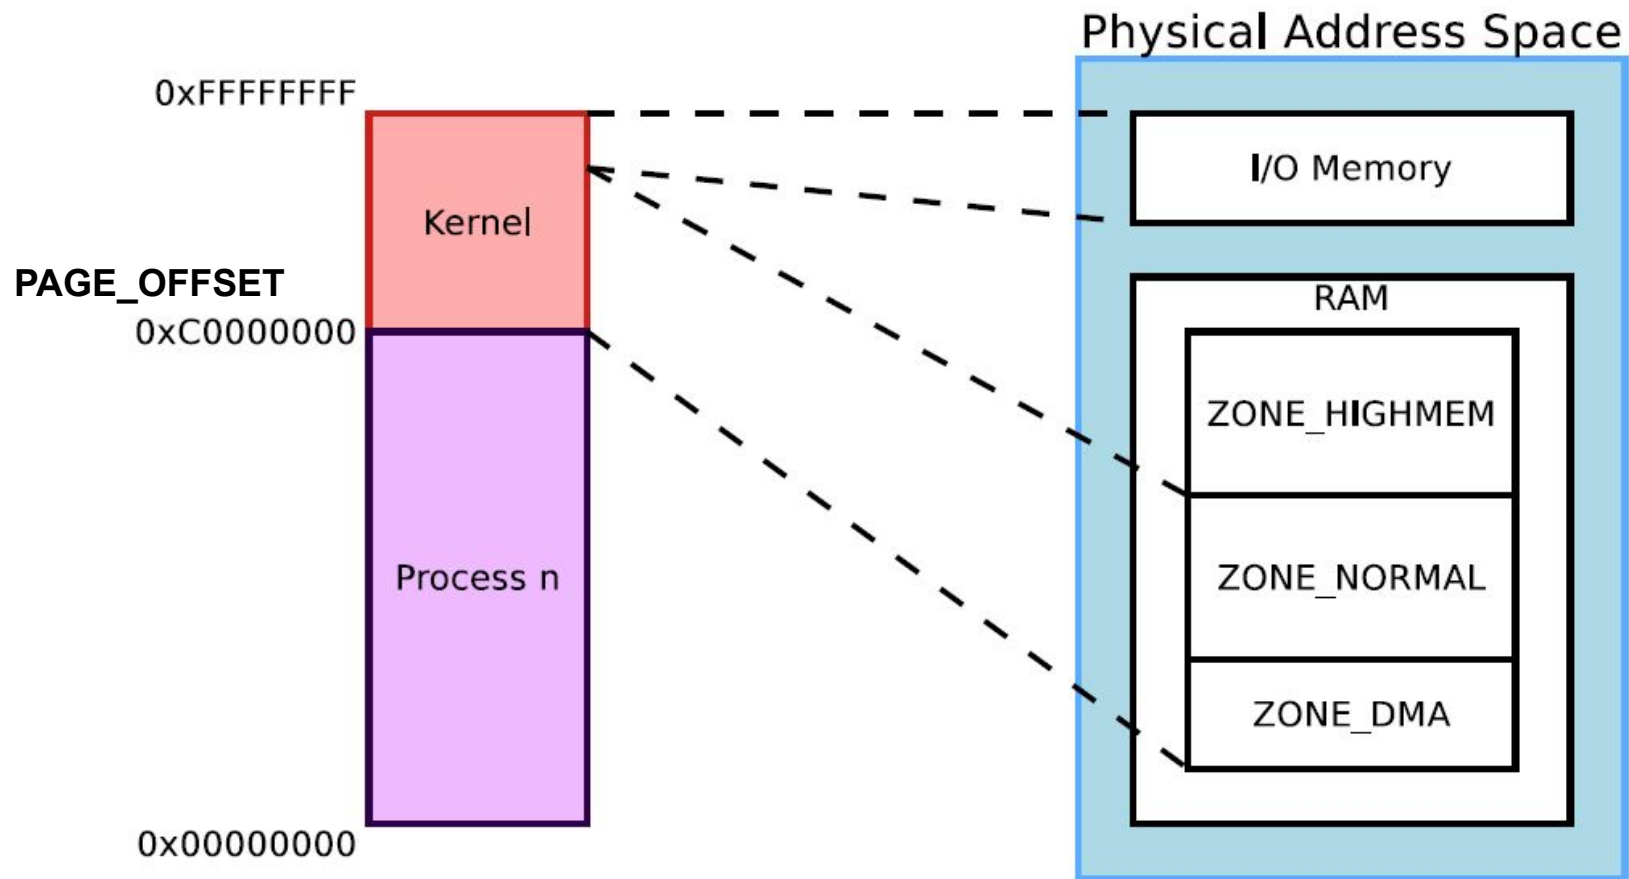 Physical Address Space
0xFFFFFFFF
I/O Memory
Kernel
PAGE_OFFSET
0xC0000000
RAM
ZONE_HIGHMEM
Process n
ZONE_NORMAL
ZONE_DMA
0x00000000